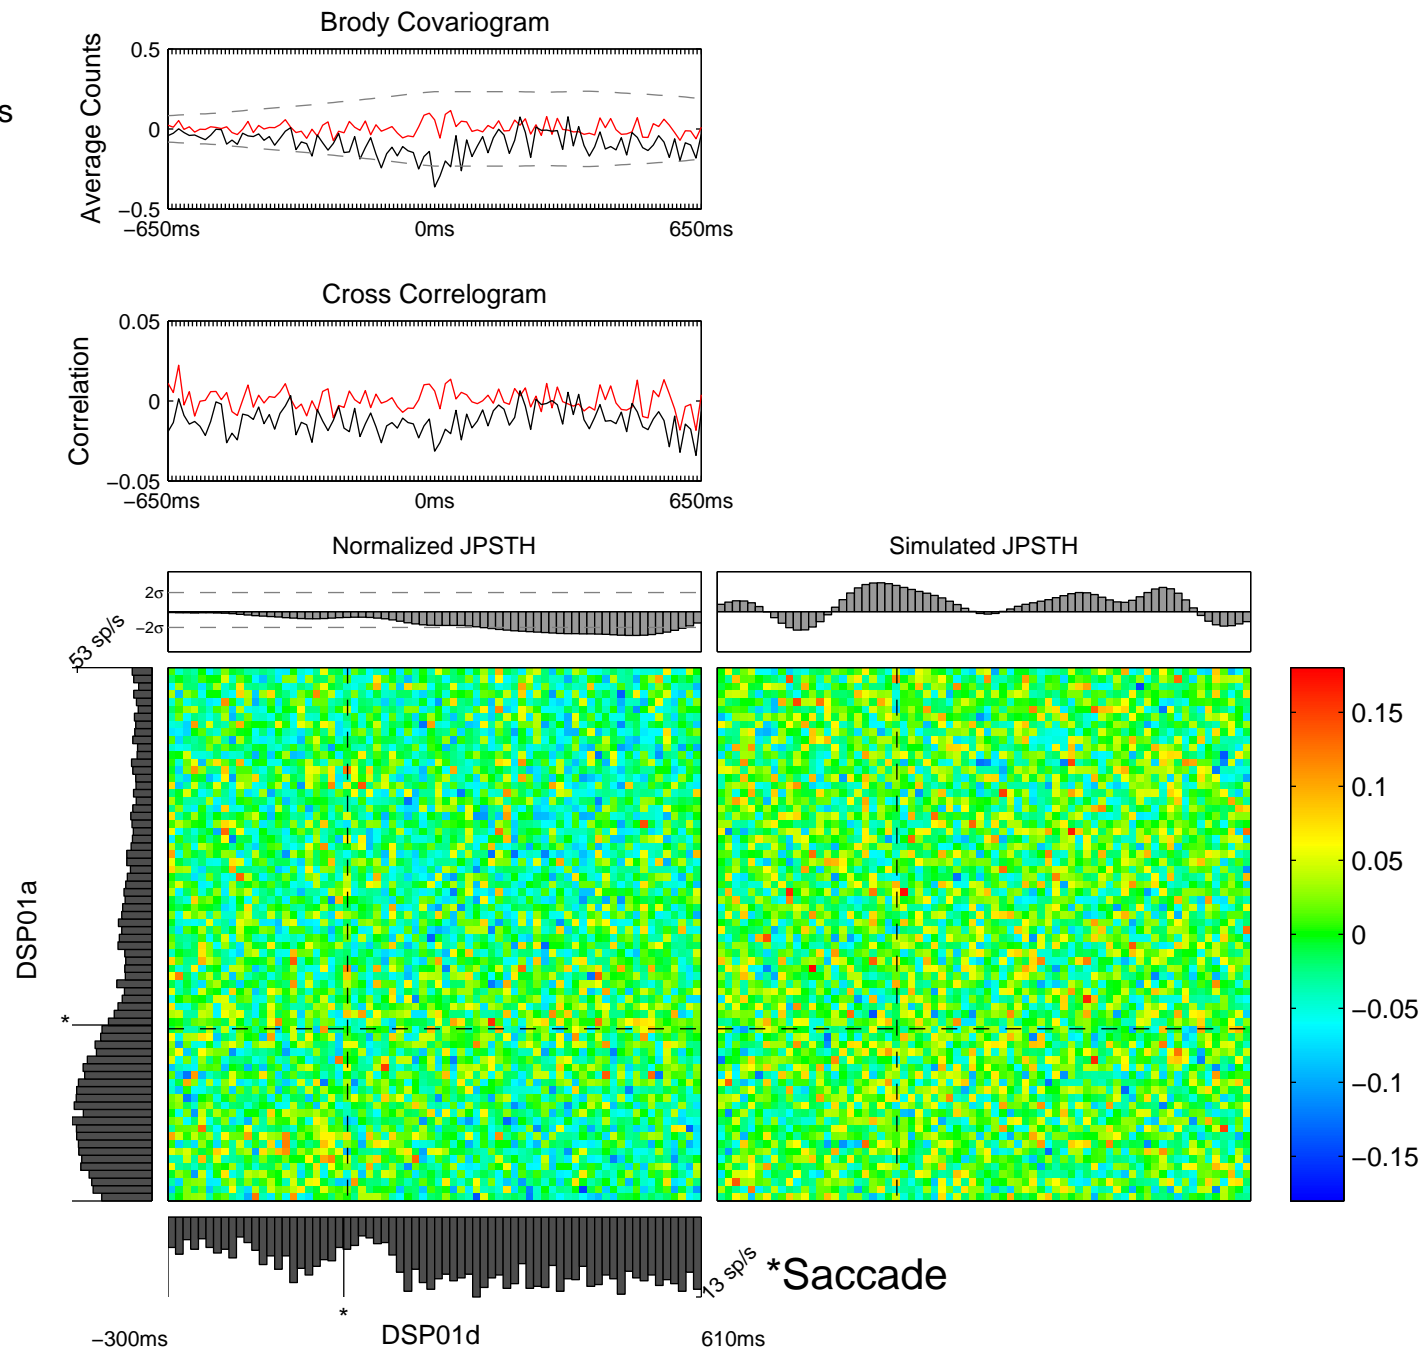 Brody Covariogram
s
Average Counts
0.5
0
−0.5
−650ms
0ms
650ms
Cross Correlogram
Correlation
0.05
0
−0.05
−650ms
0ms
650ms
Normalized JPSTH
Simulated JPSTH
2σ
−2σ
53 sp/s
DSP01a
*
0.15
0.1
0.05
0
−0.05
−0.1
−0.15
13 sp/s
*Saccade
*
−300ms
DSP01d
610ms